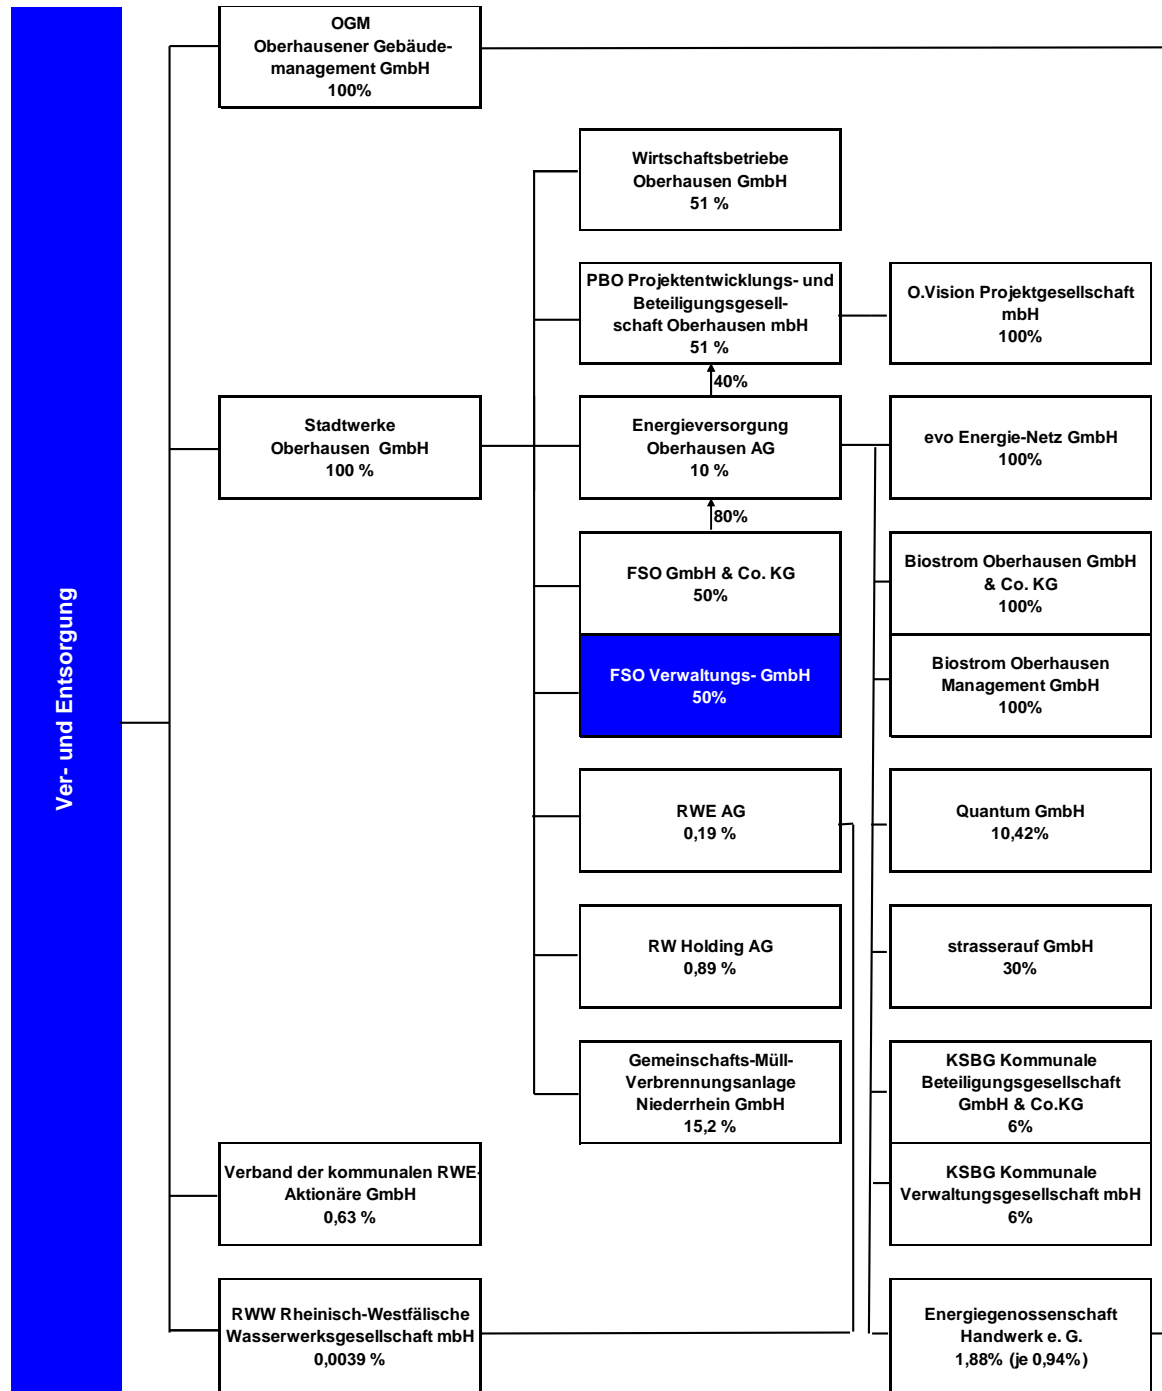 Ver- und Entsorgung
OGM
Oberhausener Gebäude-
management GmbH
100%
Stadtwerke
Oberhausen GmbH
100 %
Verband der kommunalen RWE-
Aktionäre GmbH
0,63 %
RWW Rheinisch-Westfälische
Wasserwerksgesellschaft mbH
0,0039 %
Wirtschaftsbetriebe
Oberhausen GmbH
51 %
PBO Projektentwicklungs- und
Beteiligungsgesell-
schaft Oberhausen mbH
51 %
40%
Energieversorgung
Oberhausen AG
10 %
80%
FSO GmbH & Co. KG
50%
FSO Verwaltungs- GmbH
50%
RWE AG
0,19 %
RW Holding AG
0,89 %
Gemeinschafts-Müll-
Verbrennungsanlage
Niederrhein GmbH
15,2 %
O.Vision Projektgesellschaft
mbH
100%
evo Energie-Netz GmbH
100%
Biostrom Oberhausen GmbH
& Co. KG
100%
Biostrom Oberhausen
Management GmbH
100%
Quantum GmbH
10,42%
strasserauf GmbH
30%
KSBG Kommunale
Beteiligungsgesellschaft
GmbH & Co.KG
6%
KSBG Kommunale
Verwaltungsgesellschaft mbH
6%
Energiegenossenschaft
Handwerk e. G.
1,88% (je 0,94%)